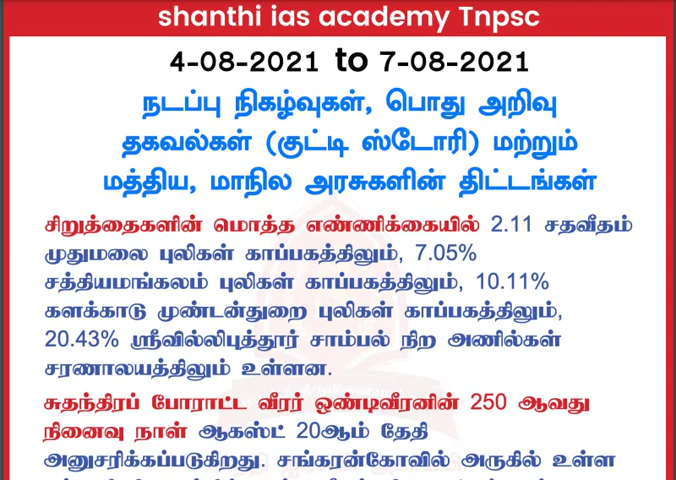 shanthi ias academy Tnpsc
4-08-2021 to 7-08-2021
நடப்பு நிகழ்வுகள், பொது அறிவு
தகவல்கள் (குட்டி ஸ்டோரி) மற்றும்
மத்திய, மாநில அரசுகளின் திட்டங்கள்
சிறுத்தைகளின் மொத்த எண்ணிக்கையில் 2.11 சதவீதம்
முதுமலை புலிகள் காப்பகத்திலும், 7.05%
சத்தியமங்கலம் புலிகள் காப்பகத்திலும், 10.11%
களக்காடு முண்டன்துறை புலிகள் காப்பகத்திலும்,
20.43% ஸ்ரீவில்லிபுத்தூர் சாம்பல் நிற அணில்கள்
சரணாலயத்திலும் உள்ளன.
சுதந்திரப் போராட்ட வீரர் ஒண்டிவீரனின் 250 ஆவது
நினைவு நாள் ஆகஸ்ட் 20ஆம் தேதி
அனுசரிக்கப்படுகிறது. சங்கரன்கோவில் அருகில் உள்ள